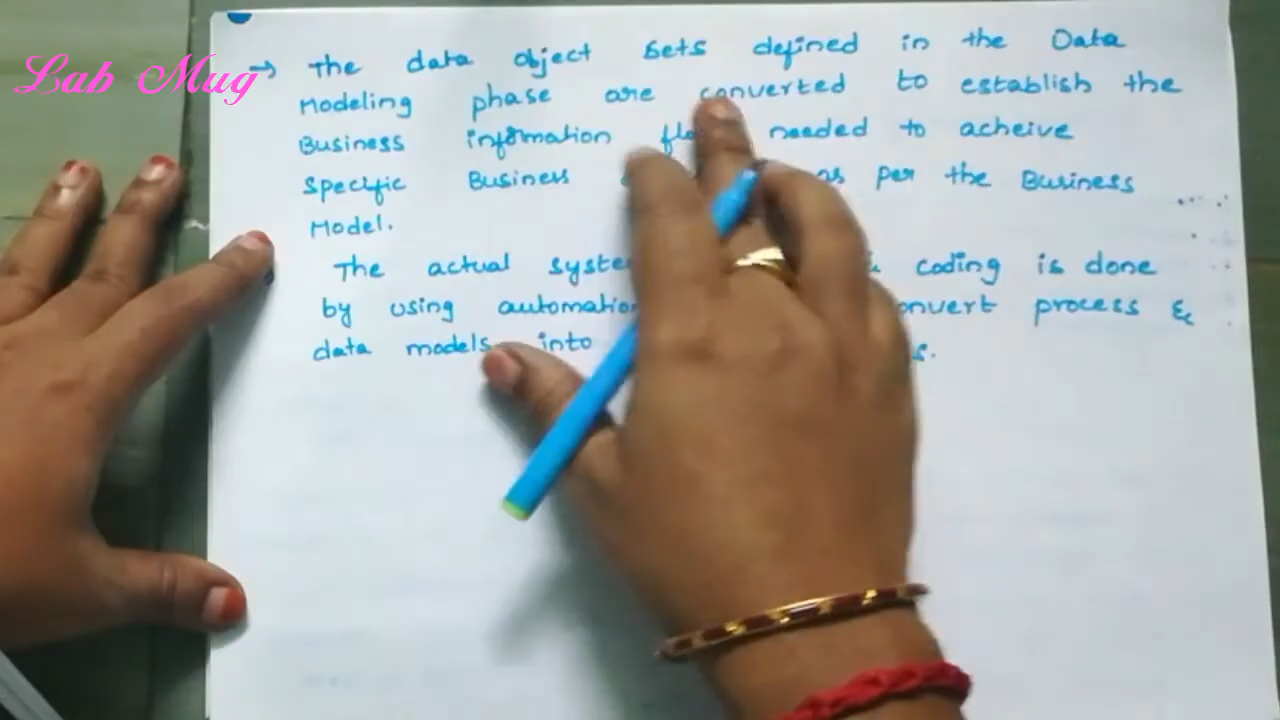 Lab Mug
→ The data object sets defined in the Data
Modeling phase are converted to establish the
Business information needed to acheive
Specific Business as per the Business
Model.
The actual coding is done
by using process &
data models into